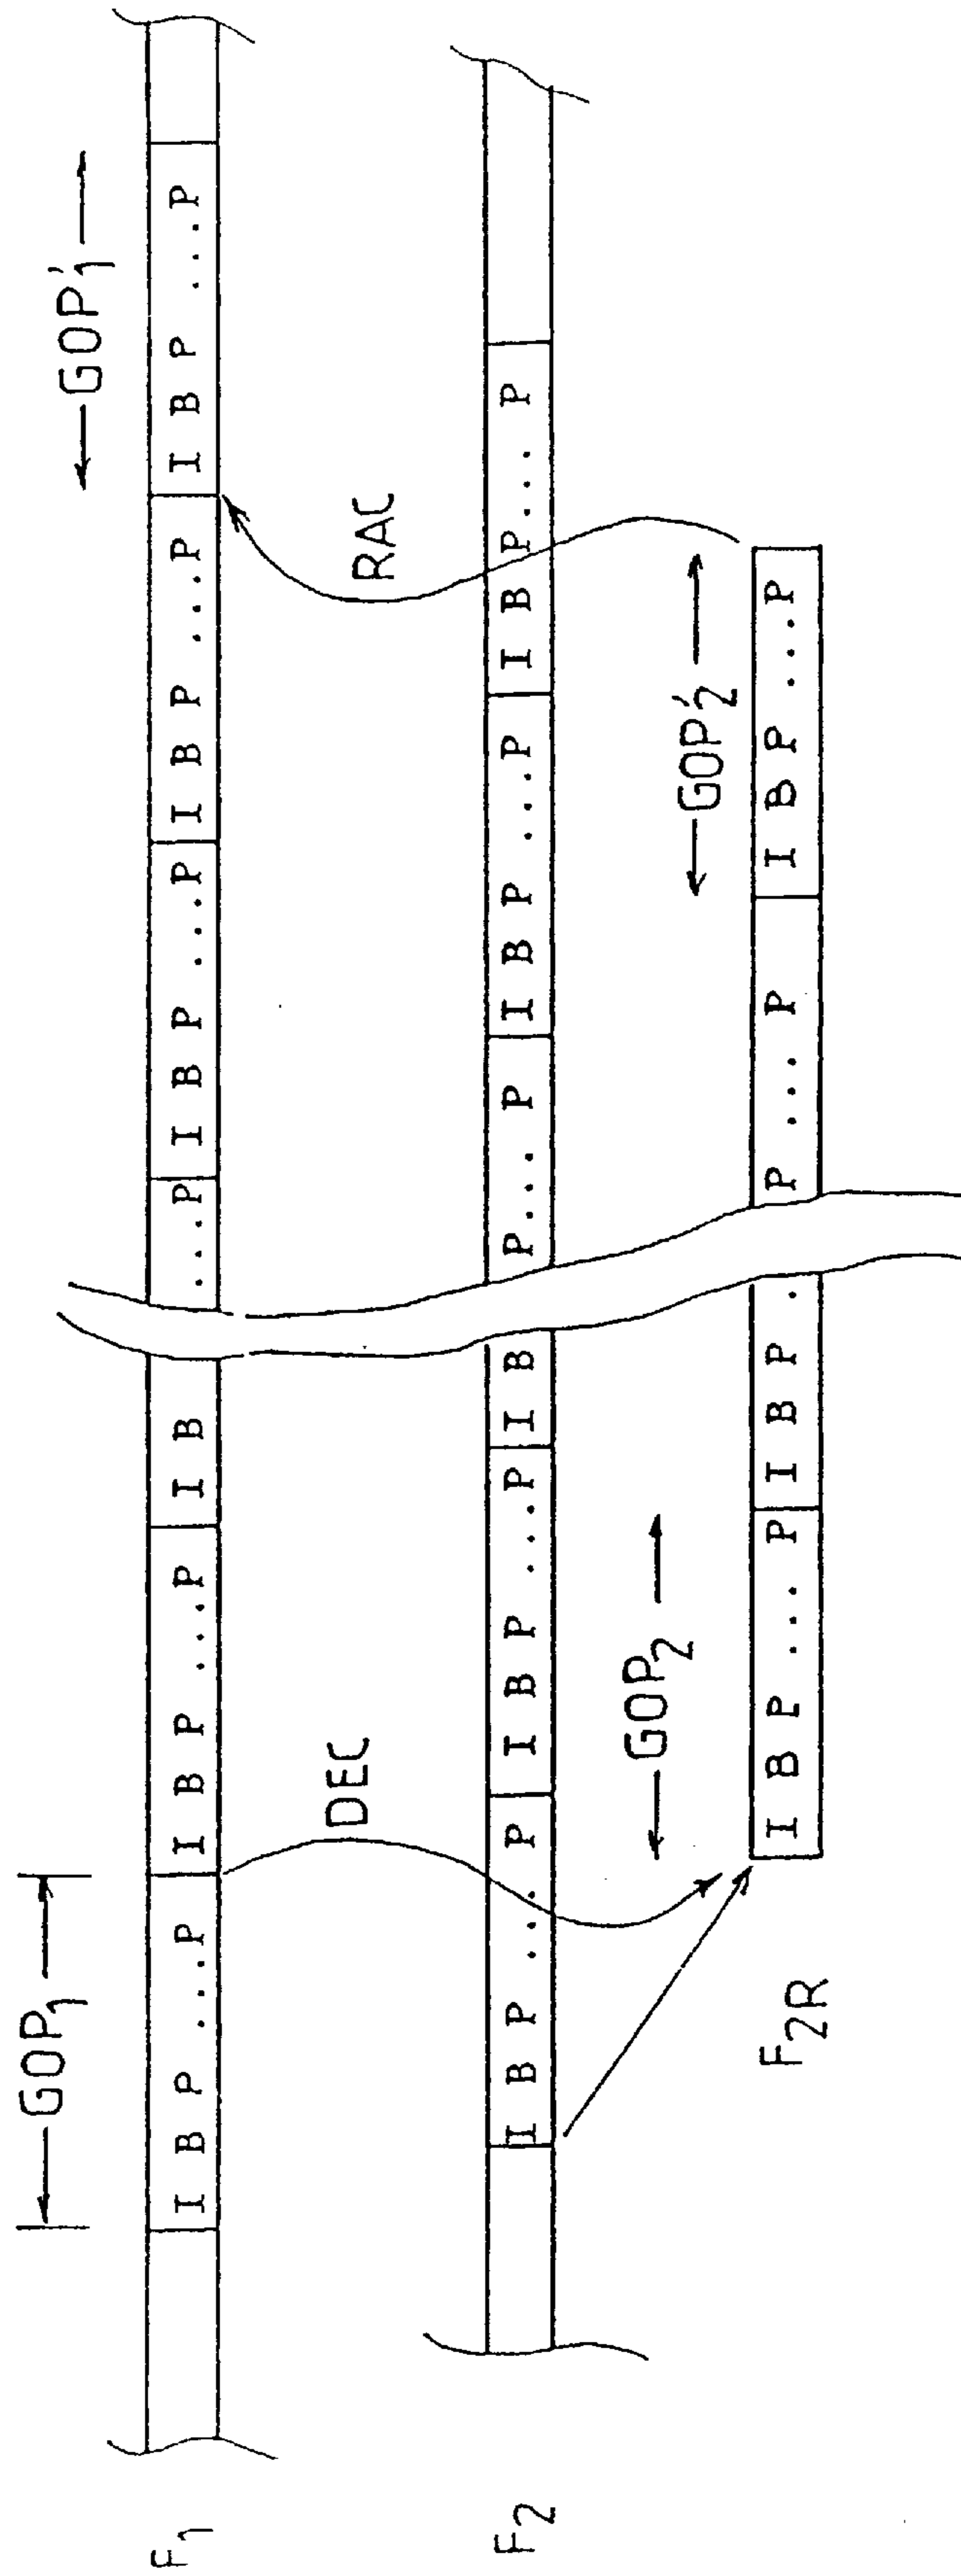 ← GOP1 →
← GOP'1 →
F1
I B P ....P I B P ....P I B ....P I B P ....P I B P ....P I B P ....P
DEC
RAC
F2
I B P .... P I B P ....P I B P.... P I B P ....P I B P.... P
← GOP2 →
← GOP'2 →
F2R
I B P .... P I B P . P ... P I B P ....P